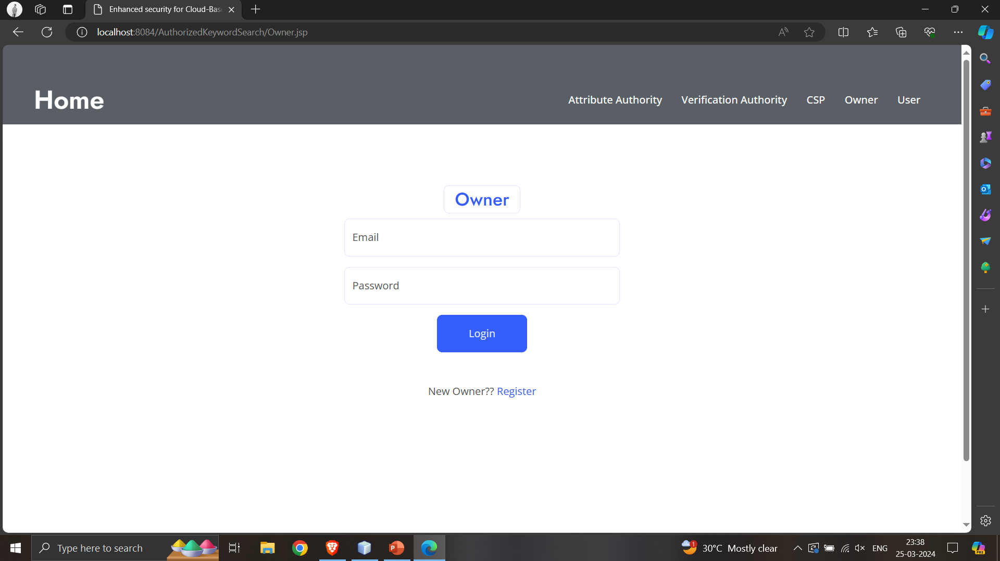 Enhanced security for Cloud-Bas
localhost:8084/AuthorizedKeywordSearch/Owner.jsp
Home
Attribute Authority Verification Authority CSP Owner User
Owner
Email
Password
Login
New Owner?? Register
Type here to search
1
30°C Mostly clear
ENG
23:38
25-03-2024
PRE